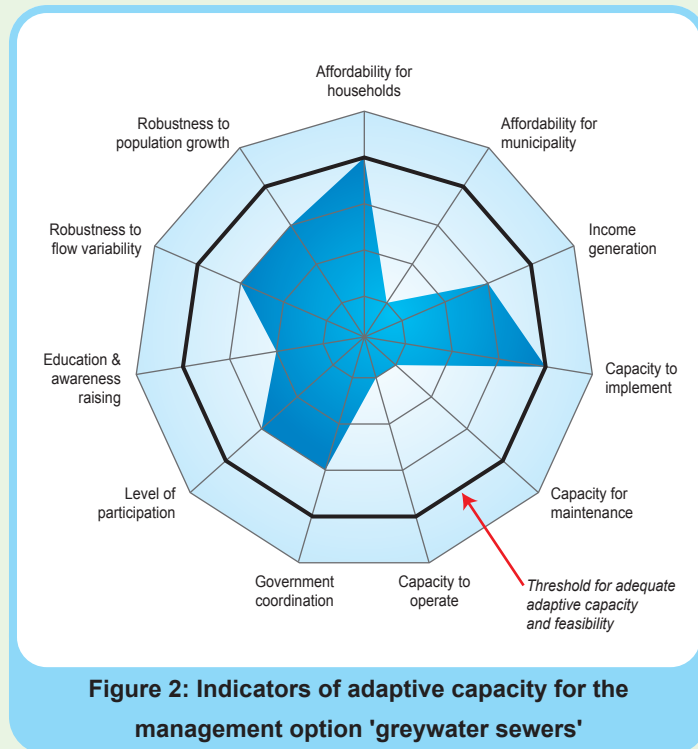 Affordability for
households
Affordability for
municipality
Income
generation
Capacity to
implement
Capacity for
maintenance
Threshold for adequate
adaptive capacity
and feasibility
Capacity to
operate
Government
coordination
Level of
participation
Education &
awareness
raising
Robustness to
flow variability
Robustness to
population growth
Figure 2: Indicators of adaptive capacity for the
management option 'greywater sewers'